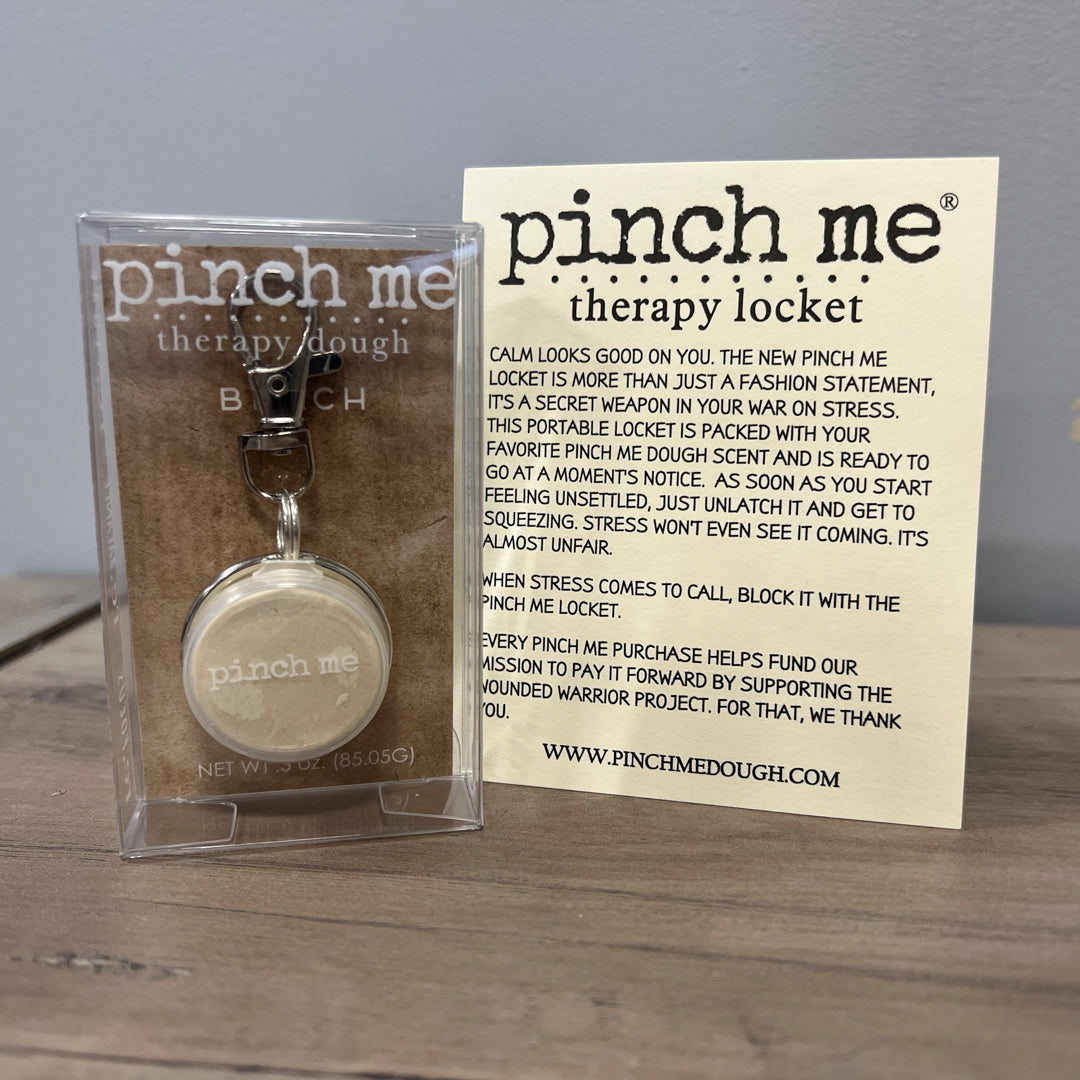 pinch me
therapy dough
B CH
pinch me
NET WT .3 oz. (85.05G)
pinch me®
therapy locket
CALM LOOKS GOOD ON YOU. THE NEW PINCH ME
LOCKET IS MORE THAN JUST A FASHION STATEMENT,
IT'S A SECRET WEAPON IN YOUR WAR ON STRESS.
THIS PORTABLE LOCKET IS PACKED WITH YOUR
FAVORITE PINCH ME DOUGH SCENT AND IS READY TO
GO AT A MOMENT'S NOTICE. AS SOON AS YOU START
FEELING UNSETTLED, JUST UNLATCH IT AND GET TO
SQUEEZING. STRESS WON'T EVEN SEE IT COMING. IT'S
ALMOST UNFAIR.
WHEN STRESS COMES TO CALL, BLOCK IT WITH THE
PINCH ME LOCKET.
EVERY PINCH ME PURCHASE HELPS FUND OUR
MISSION TO PAY IT FORWARD BY SUPPORTING THE
WOUNDED WARRIOR PROJECT. FOR THAT, WE THANK
YOU.
WWW.PINCHMEDOUGH.COM